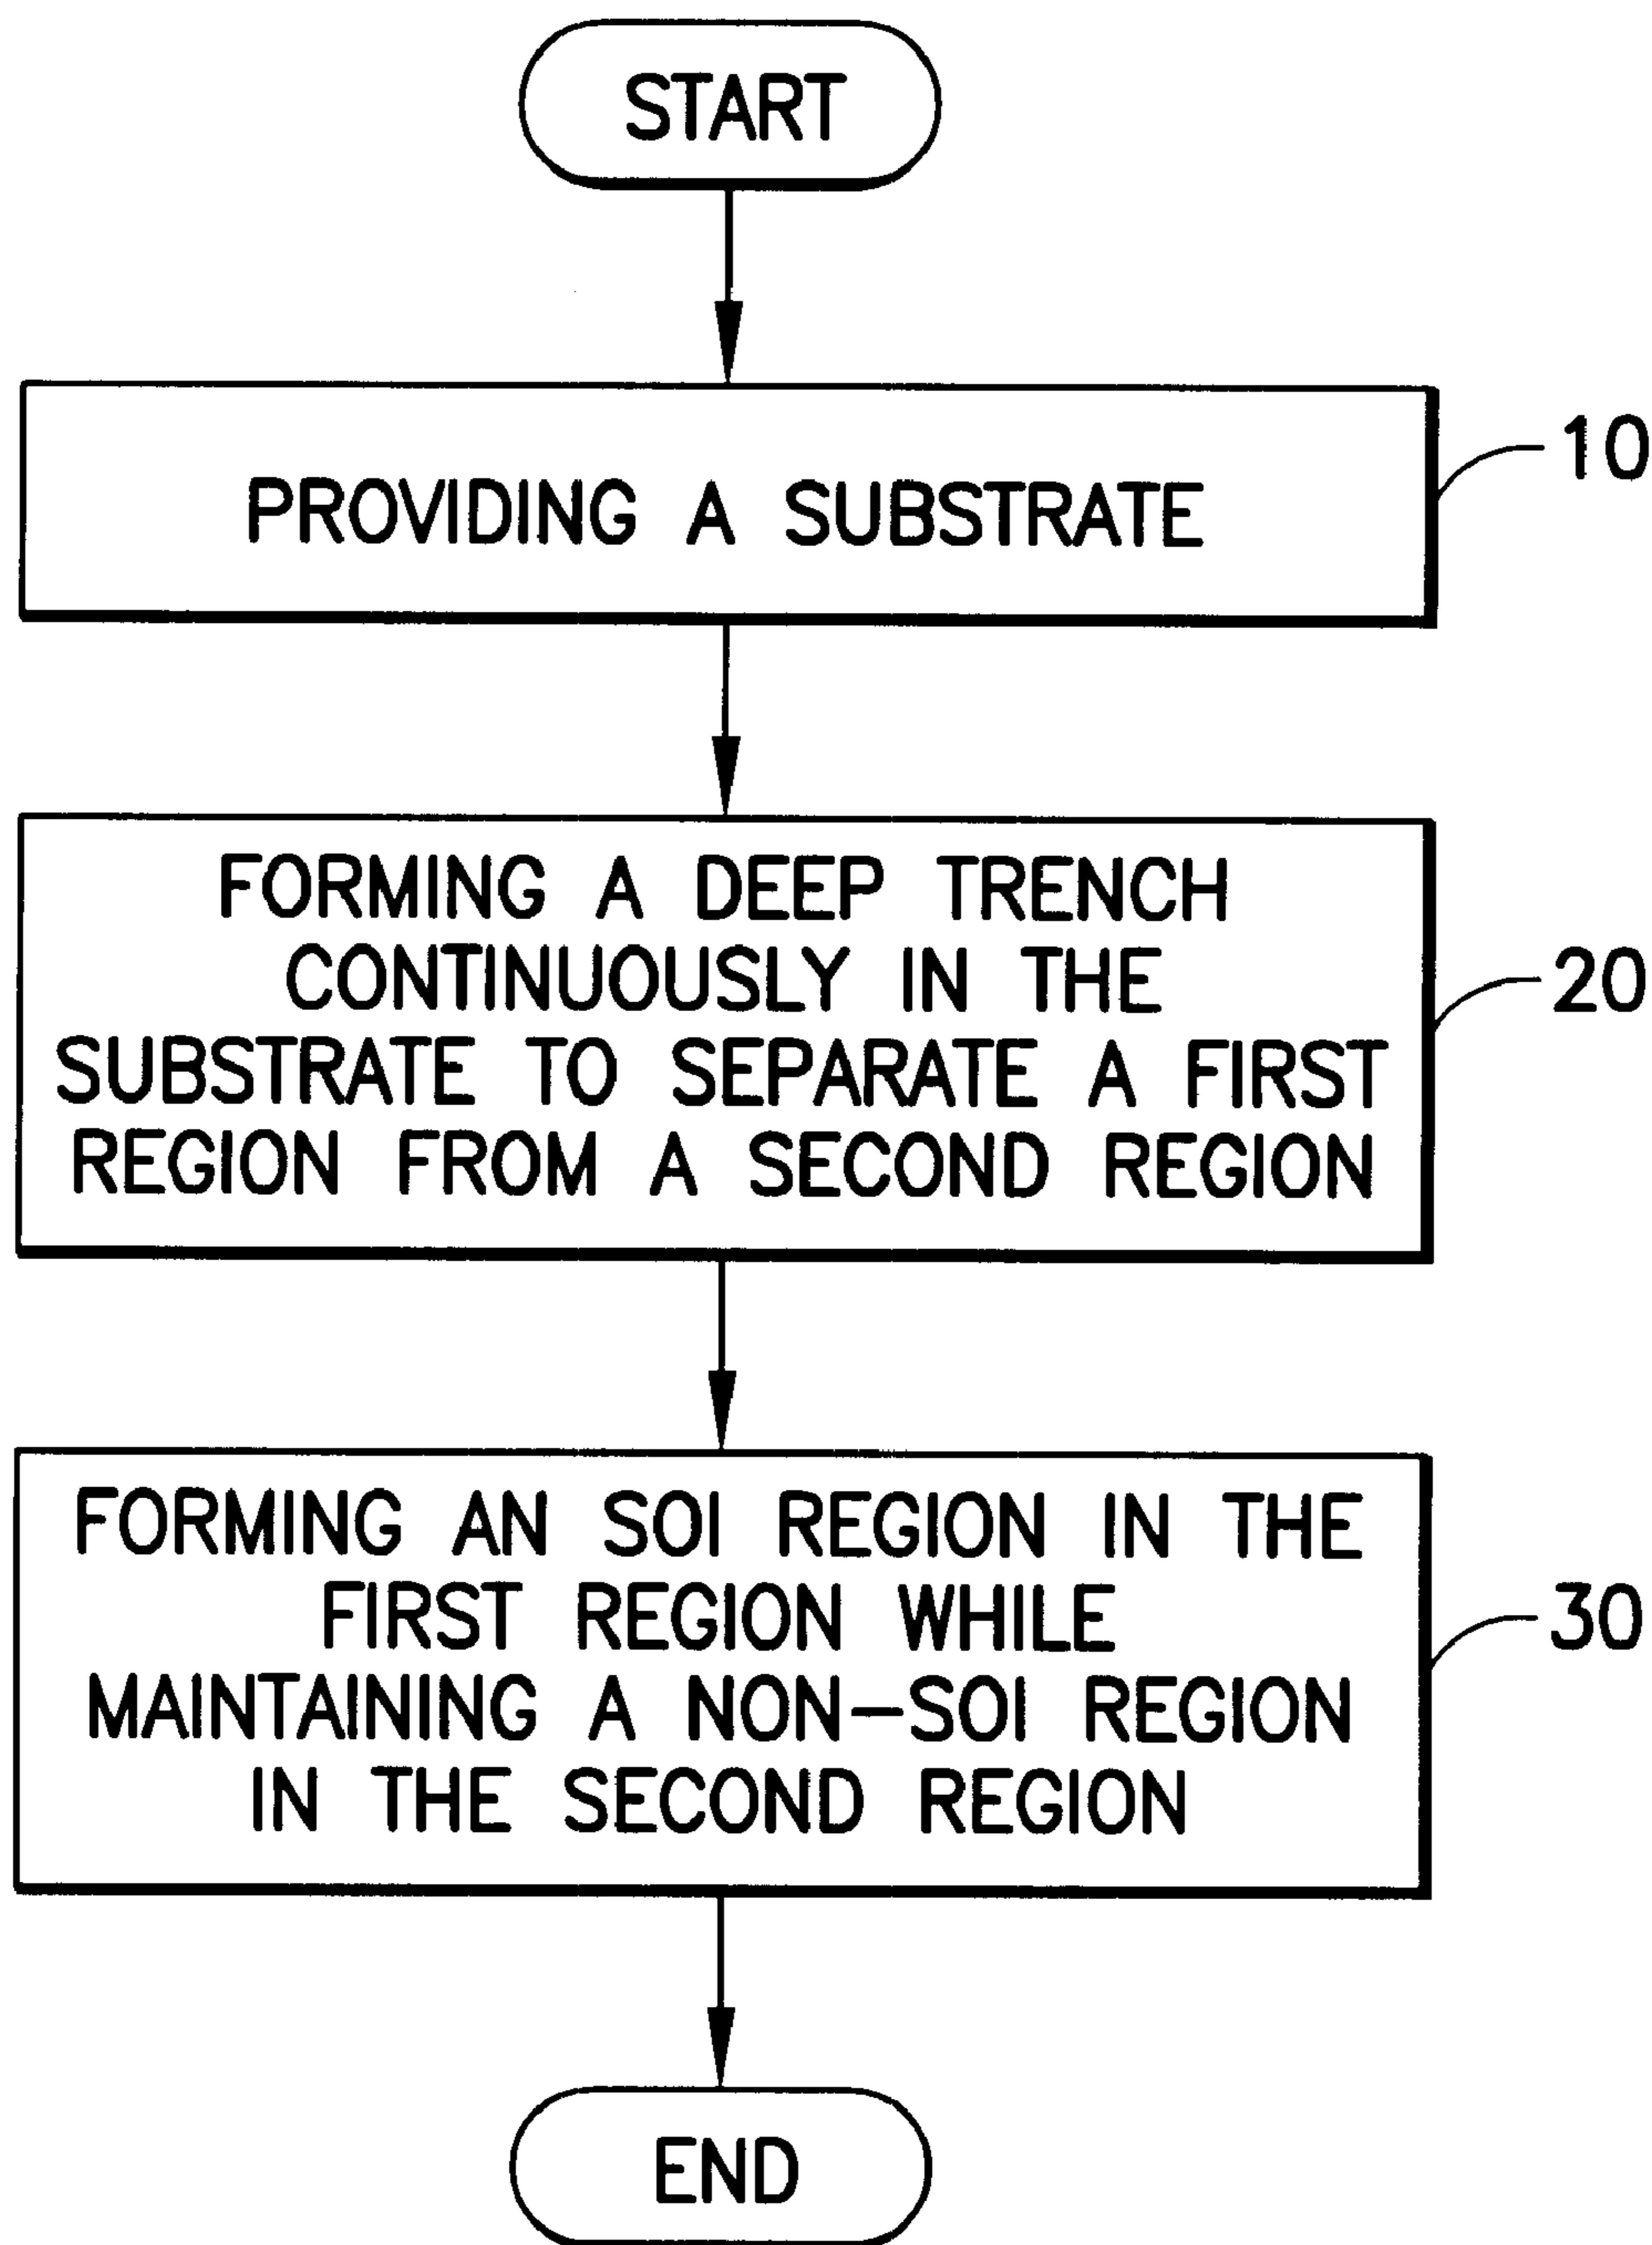 START
PROVIDING A SUBSTRATE
10
FORMING A DEEP TRENCH
CONTINUOUSLY IN THE
SUBSTRATE TO SEPARATE A FIRST
REGION FROM A SECOND REGION
20
FORMING AN SOI REGION IN THE
FIRST REGION WHILE
MAINTAINING A NON-SOI REGION
IN THE SECOND REGION
30
END